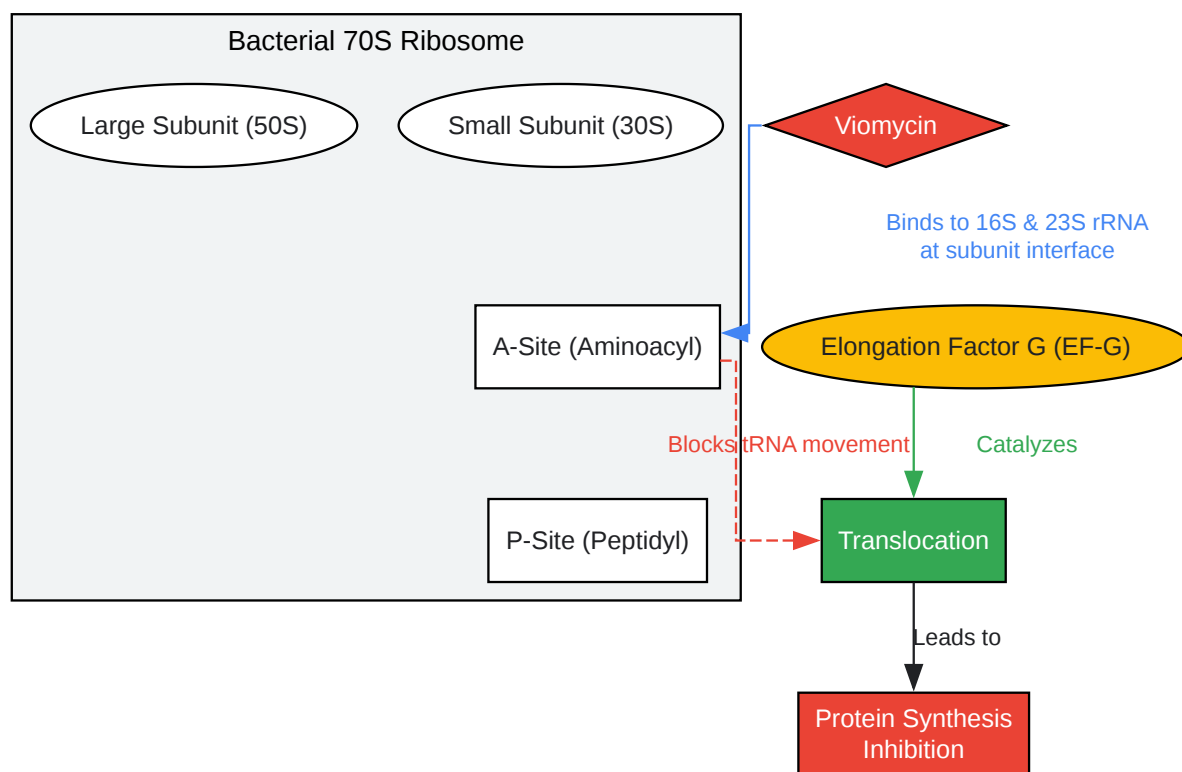 Bacterial 70S Ribosome
Large Subunit (50S)
Small Subunit (30S)
Viomycin
Binds to 16S & 23S rRNA
at subunit interface
A-Site (Aminoacyl)
Elongation Factor G (EF-G)
Blocks tRNA movement
Catalyzes
P-Site (Peptidyl)
Translocation
Leads to
Protein Synthesis
Inhibition